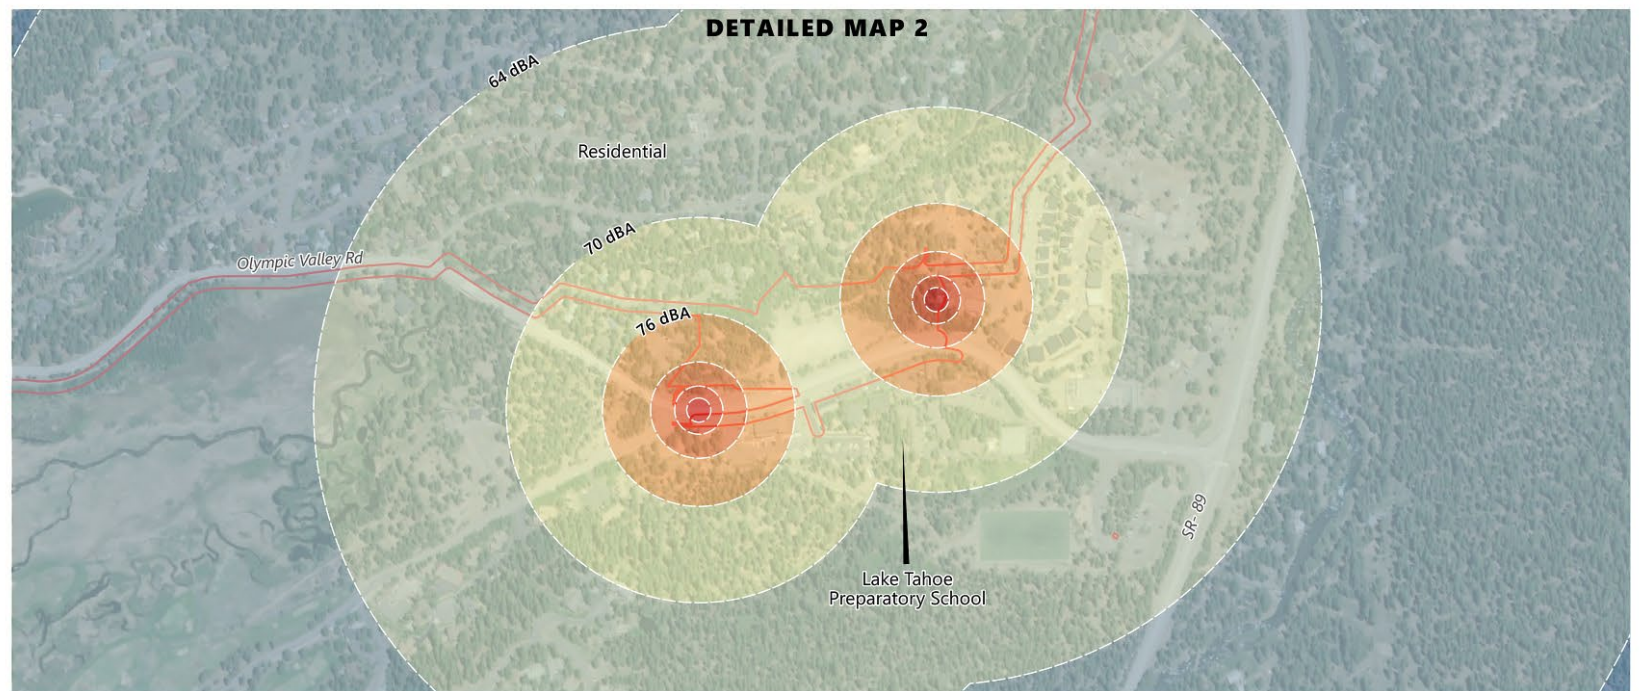 DETAILED MAP 2
64 dBA
Residential
70 dBA
Olympic Valley Rd
76 dBA
SR- 89
Lake Tahoe
Preparatory School